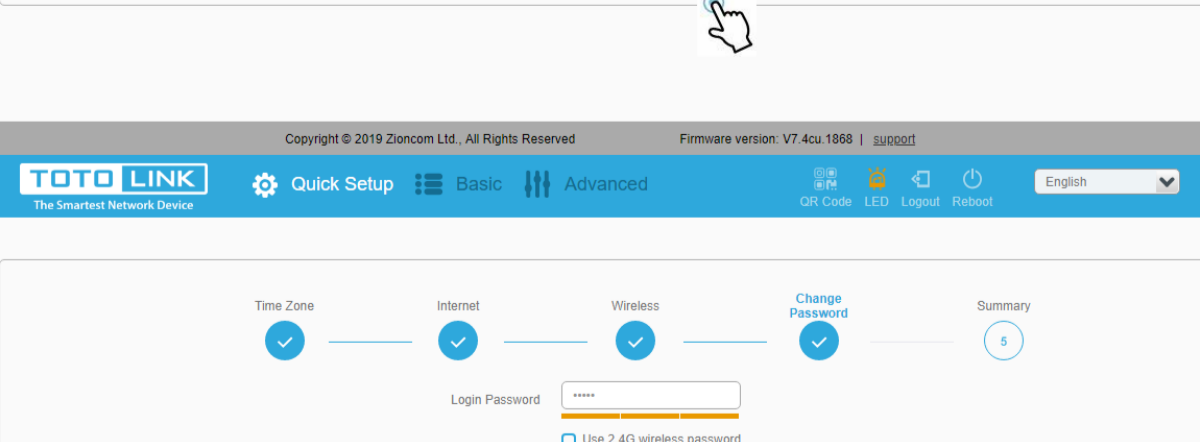 Copyright © 2019 Zioncom Ltd., All Rights Reserved Firmware version: V7.4cu.1868 | support
TOTO LINK
The Smartest Network Device
Quick Setup Basic Advanced
QR Code LED Logout Reboot
English
Time Zone Internet Wireless Change Password Summary
5
Login Password •••••
Use 2.4G wireless password